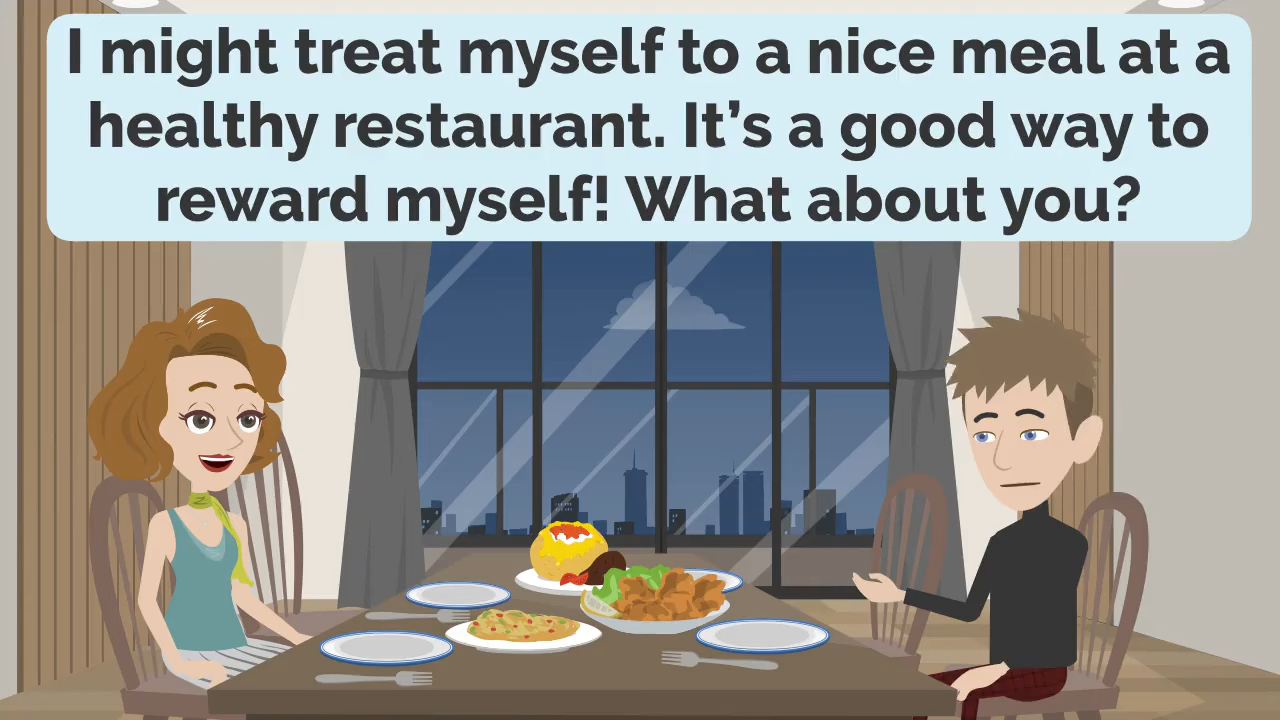 I might treat myself to a nice meal at a
healthy restaurant. It’s a good way to
reward myself! What about you?